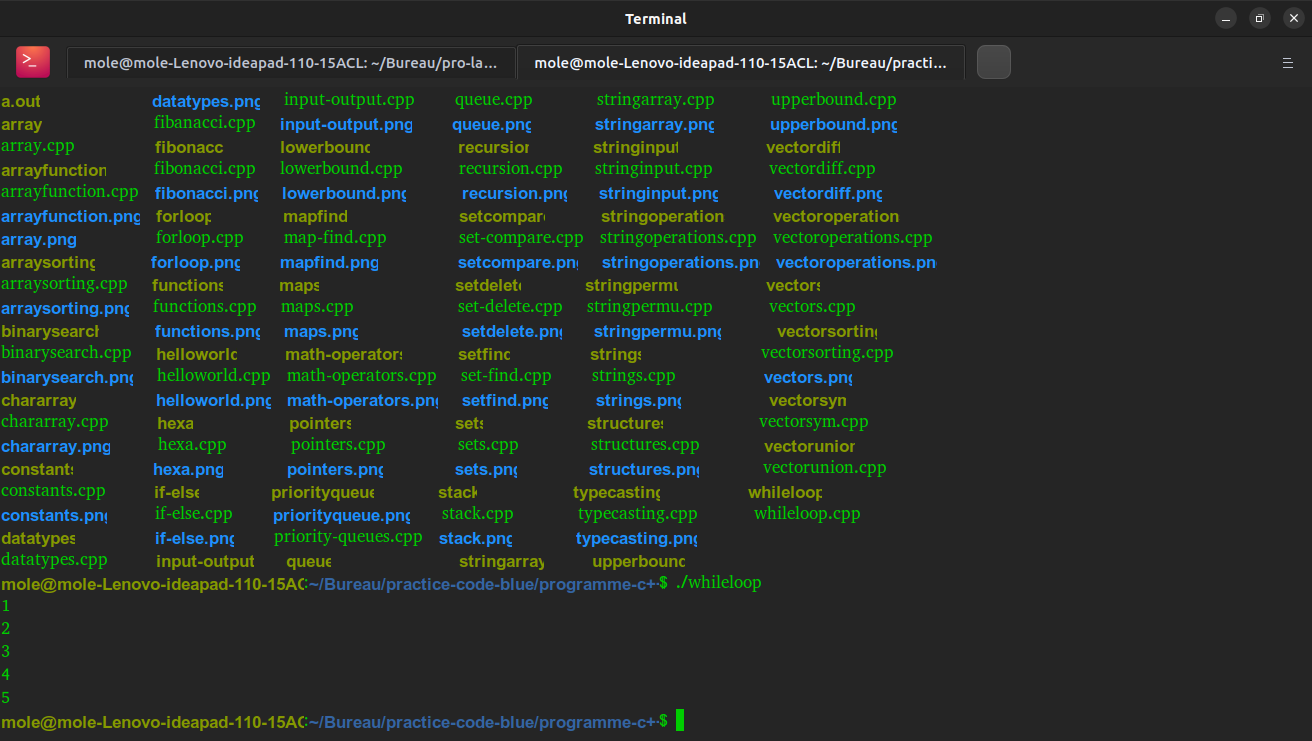 Terminal
>_
mole@mole-Lenovo-ideapad-110-15ACL: ~/Bureau/pro-la...
mole@mole-Lenovo-ideapad-110-15ACL: ~/Bureau/practi...
a.out datatypes.png input-output.cpp queue.cpp stringarray.cpp upperbound.cpp
array fibanacci.cpp input-output.png queue.png stringarray.png upperbound.png
array.cpp fibonacc lowerbound recursion stringinput vectordiff
arrayfunction fibonacci.cpp lowerbound.cpp recursion.cpp stringinput.cpp vectordiff.cpp
arrayfunction.cpp fibonacci.png lowerbound.png recursion.png stringinput.png vectordiff.png
arrayfunction.png forloop mapfind setcompare stringoperation vectoroperation
array.png forloop.cpp map-find.cpp set-compare.cpp stringoperations.cpp vectoroperations.cpp
arraysorting forloop.png mapfind.png setcompare.png stringoperations.pn vectoroperations.pn
arraysorting.cpp functions maps setdelete stringpermu vectors
arraysorting.png functions.cpp maps.cpp set-delete.cpp stringpermu.cpp vectors.cpp
binarysearch functions.png maps.png setdelete.png stringpermu.png vectorsorting
binarysearch.cpp helloworld math-operators setfind strings vectorsorting.cpp
binarysearch.png helloworld.cpp math-operators.cpp set-find.cpp strings.cpp vectors.png
chararray helloworld.png math-operators.png setfind.png strings.png vectorsym
chararray.cpp hexa pointers sets structures vectorsym.cpp
chararray.png hexa.cpp pointers.cpp sets.cpp structures.cpp vectorunion
constants hexa.png pointers.png sets.png structures.png vectorunion.cpp
constants.cpp if-else priorityqueue stack typecasting whileloop
constants.png if-else.cpp priorityqueue.png stack.cpp typecasting.cpp whileloop.cpp
datatypes if-else.png priority-queues.cpp stack.png typecasting.png
datatypes.cpp input-output queue stringarray upperbound
mole@mole-Lenovo-ideapad-110-15AC:~/Bureau/practice-code-blue/programme-c+$ ./whileloop
1
2
3
4
5
mole@mole-Lenovo-ideapad-110-15AC:~/Bureau/practice-code-blue/programme-c+$